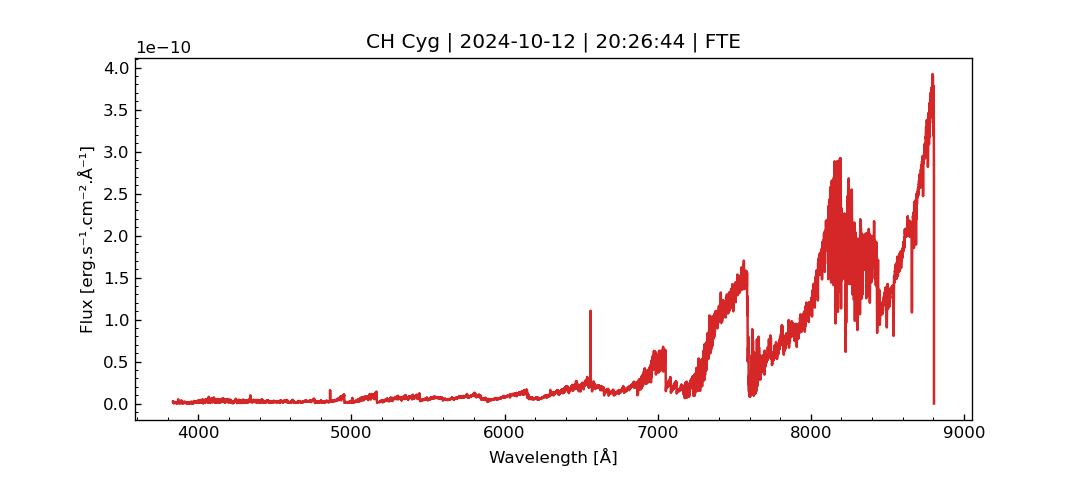 CH Cyg | 2024-10-12 | 20:26:44 | FTE
1e−10
4.0
3.5
3.0
2.5
2.0
1.5
1.0
0.5
0.0
Flux [erg.s⁻¹.cm⁻².Å⁻¹]
4000 5000 6000 7000 8000 9000
Wavelength [Å]